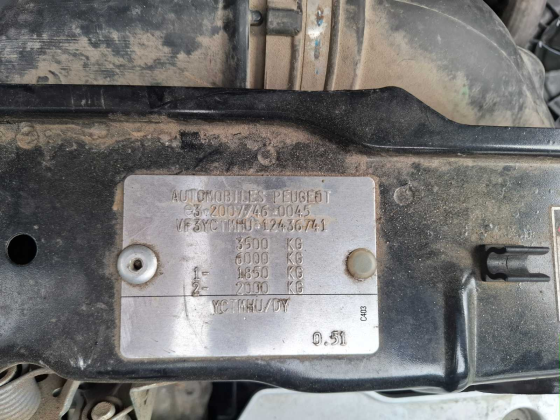 AUTOMOBILES PEUGEOT
e3*2007/46*0045
VF3YCTMHU12436741
3500 KG
6000 KG
1- 1850 KG
2- 2000 KG
YCTMHU/DY
0.51
C403